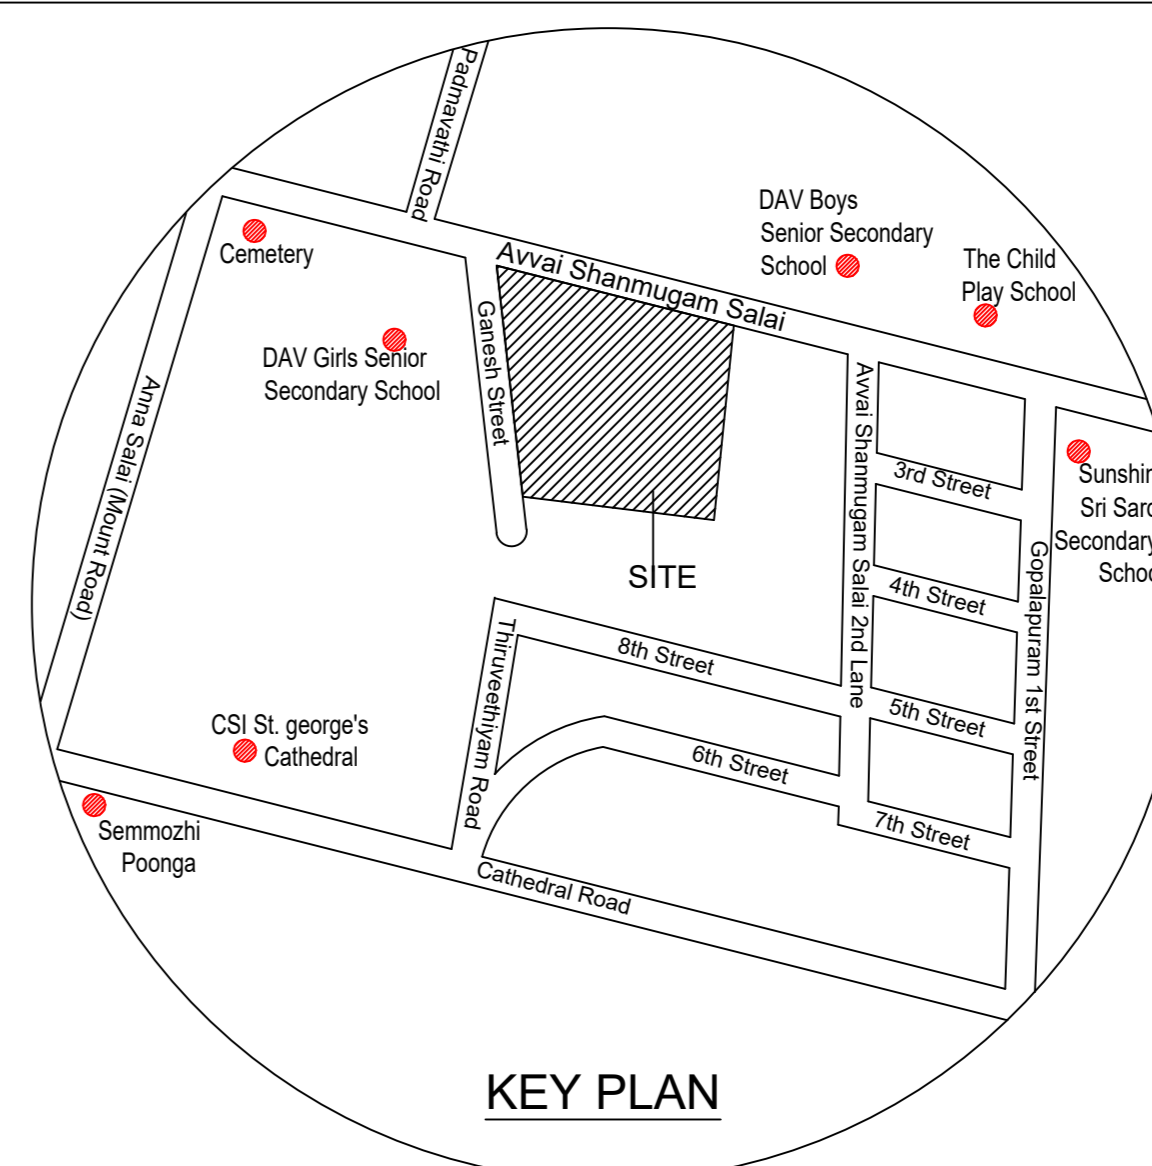 Padmavathi Road
DAV Boys
Senior Secondary
School
The Child
Play School
Cemetery
Avvai Shanmugam Salai
DAV Girls Senior
Secondary School
Ganesh Street
Anna Salai (Mount Road)
Avvai Shanmugam Salai 2nd Lane
3rd Street
Sri
Secondary
SITE
4th Street
Gopalapuram 1st Street
Thiruveethiyam Road
8th Street
5th Street
CSI St. george's
Cathedral
6th Street
7th Street
Semmozhi
Poonga
Cathedral Road
KEY PLAN